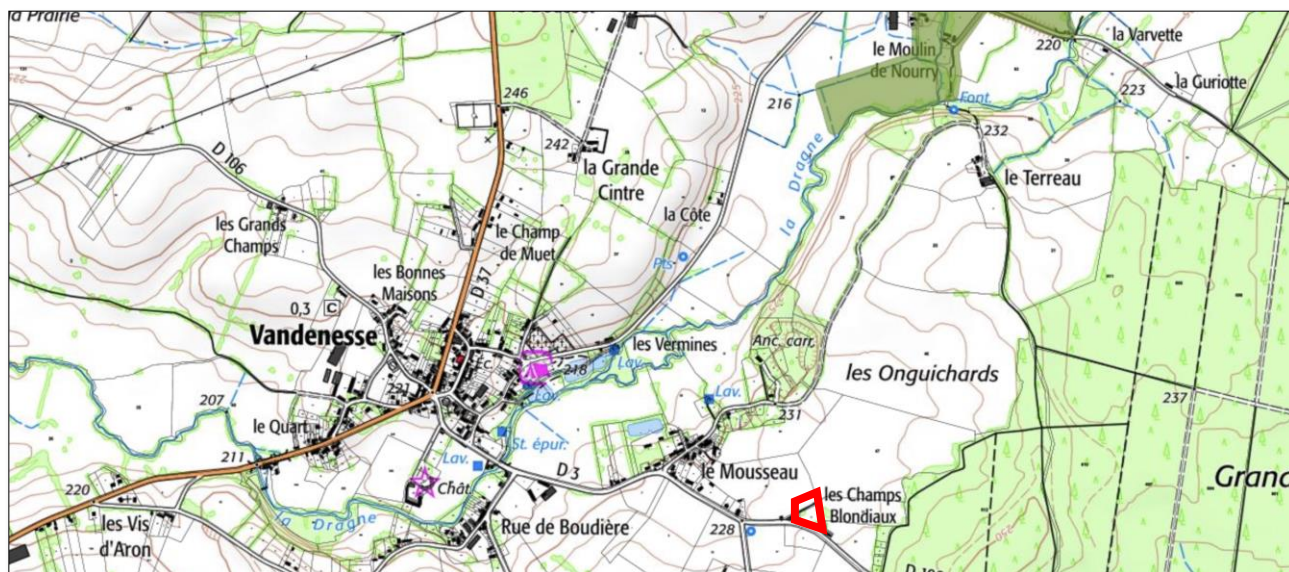 a Prairie
246
242
la Grande
Cintre
le Moulin
de Nourry
220
la Varvette
la Guriotte
216
225
Font.
223
232
le Terreau
la Dragne
D 106
la Côte
les Grands
Champs
le Champ
de Muet
Pts
les Bonnes
Maisons
D 37
0,3
C
Vandenesse
les Vermines
Lav.
218
Anc. carr.
les Onguichards
221
Lav.
Lav.
231
237
207
le Quart
St. épur.
211
Lav.
D 3
le Mousseau
Grand
Chât.
220
les Vis
d'Aron
la Dragne
Rue de Boudière
228
les Champs
Blondiaux
250